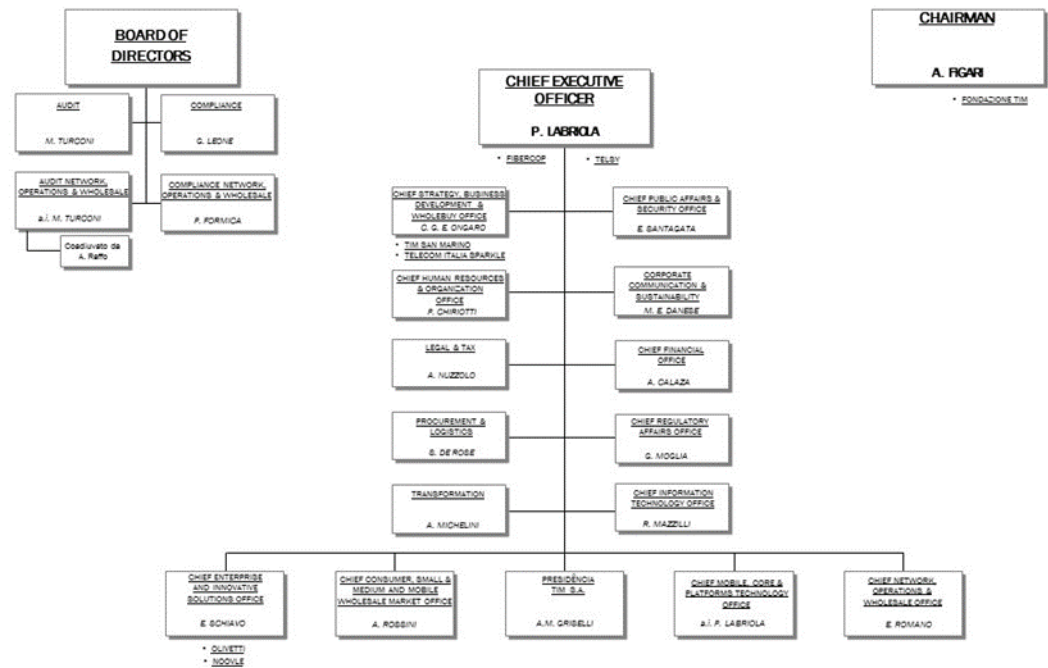 BOARD OF
DIRECTORS
CHAIRMAN
A. FIGARI
• FONDAZIONE TIM
CHIEF EXECUTIVE
OFFICER
P. LABRIOLA
• FIBERCOP
• TELSY
AUDIT
M. TURCONI
COMPLIANCE
G. LEONE
AUDIT NETWORK,
OPERATIONS & WHOLESALE
a.i. M. TURCONI
COMPLIANCE NETWORK,
OPERATIONS & WHOLESALE
P. FORMICA
Coadiuvato da
A. Raffo
CHIEF STRATEGY, BUSINESS
DEVELOPMENT &
WHOLEBUY OFFICE
C. G. E. ONGARO
• TIM SAN MARINO
• TELECOM ITALIA SPARKLE
CHIEF PUBLIC AFFAIRS
& SECURITY OFFICE
E. SANTAGATA
CHIEF HUMAN RESOURCES
& ORGANIZATION
OFFICE
P. CHIRIOTTI
CORPORATE
COMMUNICATION &
SUSTAINABILITY
M. E. DANESE
LEGAL & TAX
A. NUZZOLO
CHIEF FINANCIAL
OFFICE
A. CALAZA
PROCUREMENT &
LOGISTICS
S. DE ROSE
CHIEF REGULATORY
AFFAIRS OFFICE
G. MOGLIA
TRANSFORMATION
A. MICHELINI
CHIEF INFORMATION
TECHNOLOGY OFFICE
R. MAZZILLI
CHIEF ENTERPRISE
AND INNOVATIVE
SOLUTIONS OFFICE
E. SCHIAVO
• OLIVETTI
• NOOVLE
CHIEF CONSUMER, SMALL &
MEDIUM AND MOBILE
WHOLESALE MARKET OFFICE
A. ROSSINI
PRESIDÊNCIA
TIM S.A.
A.M. GRISELLI
CHIEF MOBILE, CORE &
PLATFORMS TECHNOLOGY
OFFICE
a.i. P. LABRIOLA
CHIEF NETWORK,
OPERATIONS &
WHOLESALE OFFICE
E. ROMANO